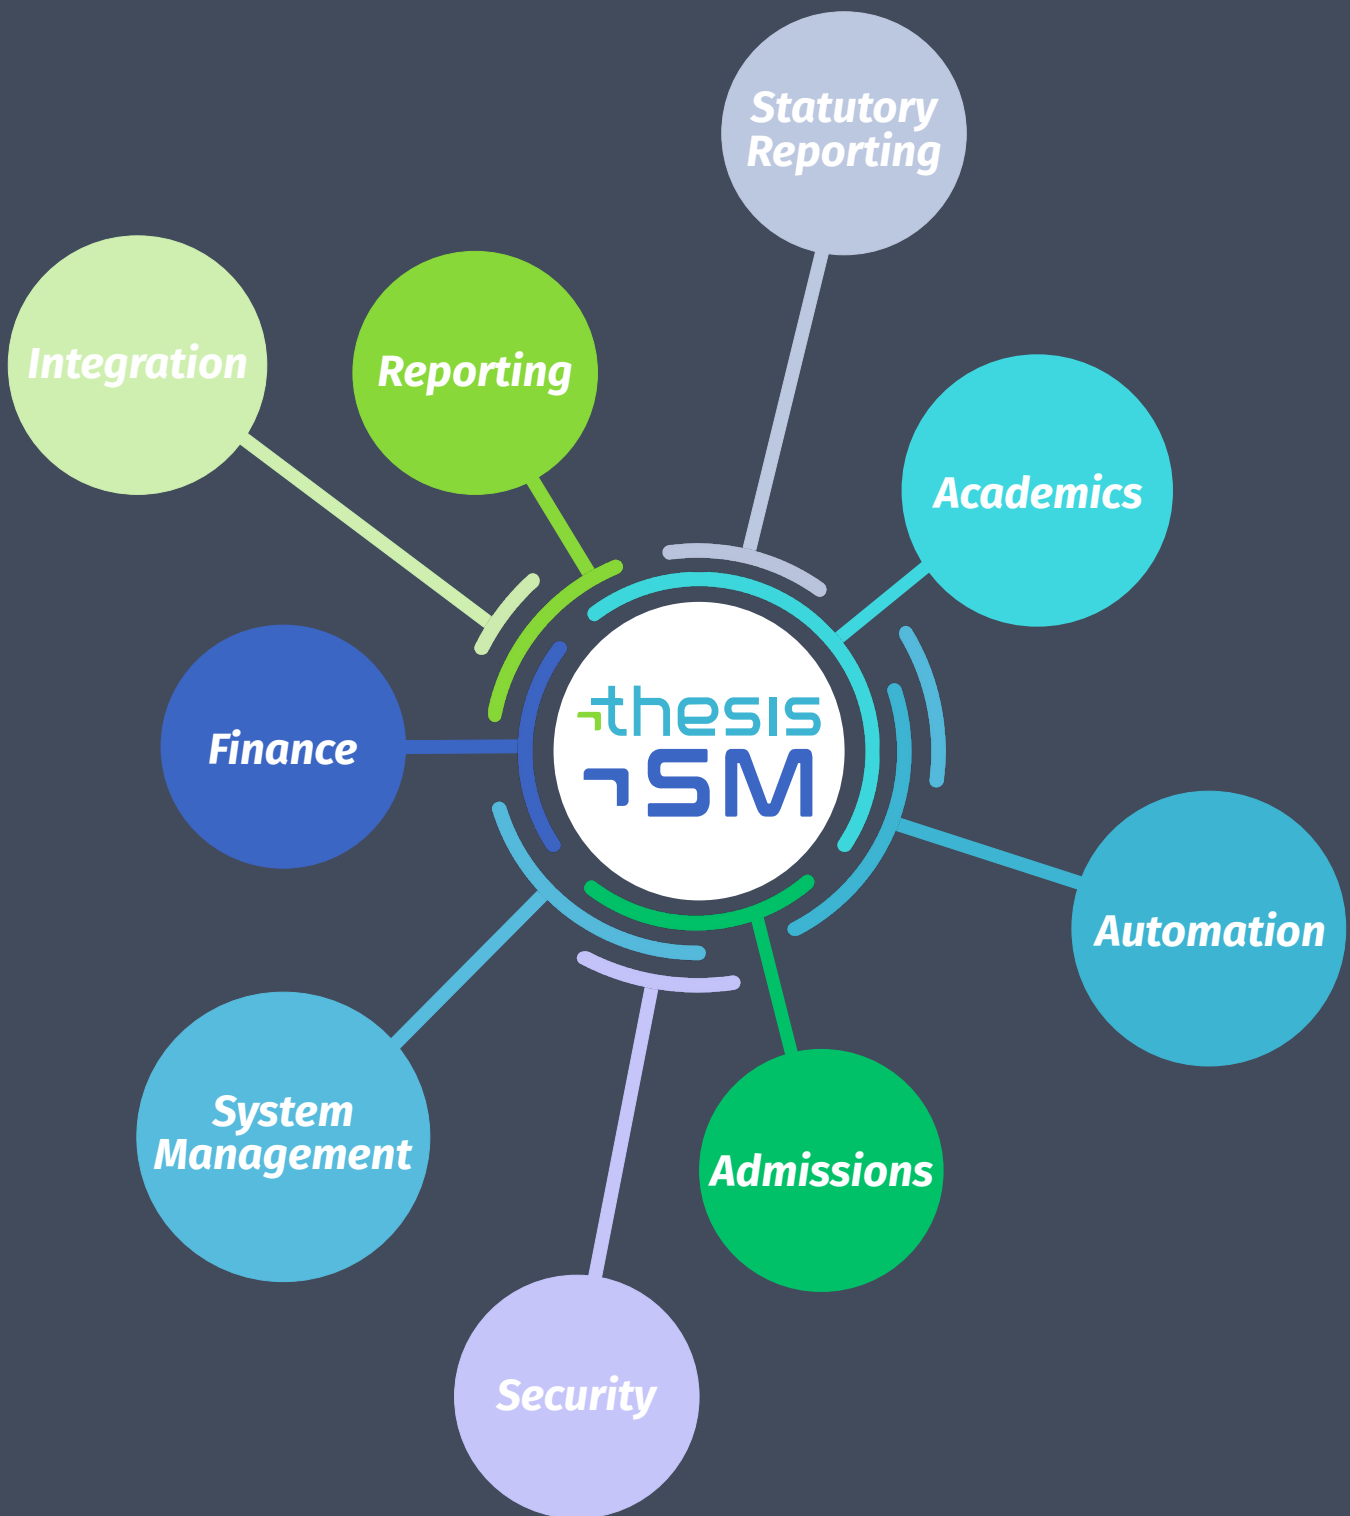 Statutory
Reporting
Integration
Reporting
Academics
thesis
SM
Finance
Automation
System
Management
Admissions
Security